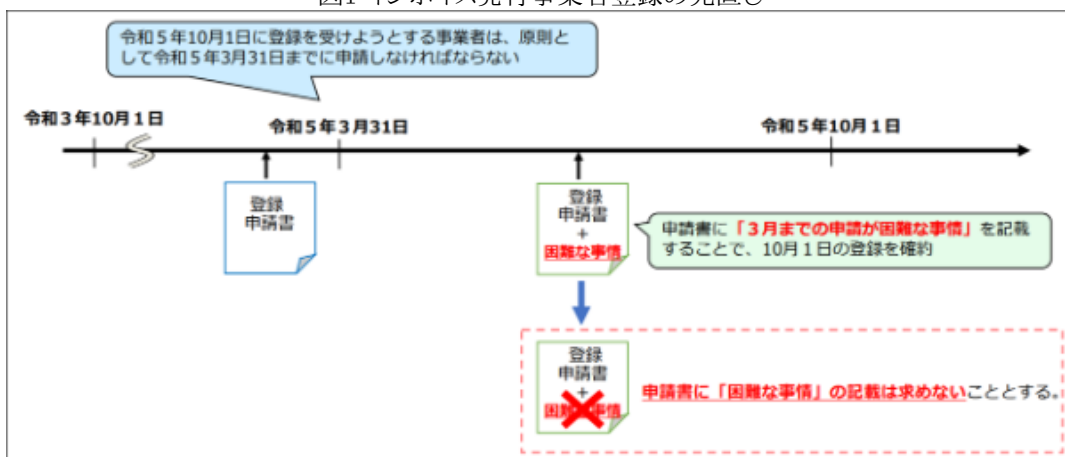 令和5年10月1日に登録を受けようとする事業者は、原則と
して令和5年3月31日までに申請しなければならない
令和3年10月1日
令和5年3月31日
令和5年10月1日
登録
申請書
登録
申請書
+
困難な事情
申請書に「3月までの申請が困難な事情」を記載
することで、10月1日の登録を確約
登録
申請書
+
困難な事情
申請書に「困難な事情」の記載は求めないこととする。